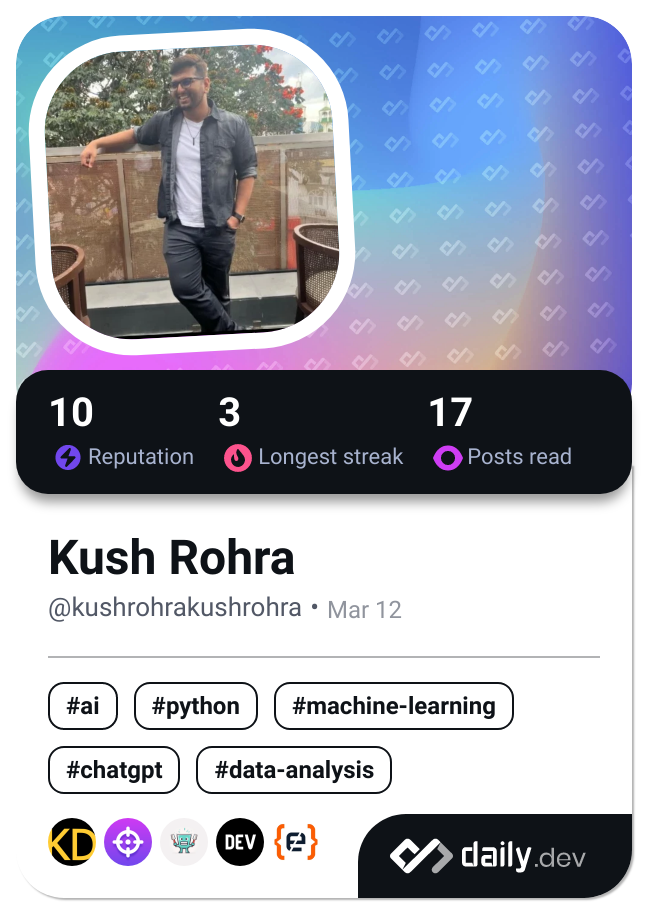 10 3 17
Reputation Longest streak Posts read
Kush Rohra
@kushrohrakushrohra • Mar 12
#ai #python #machine-learning
#chatgpt #data-analysis
KD DEV
daily.dev